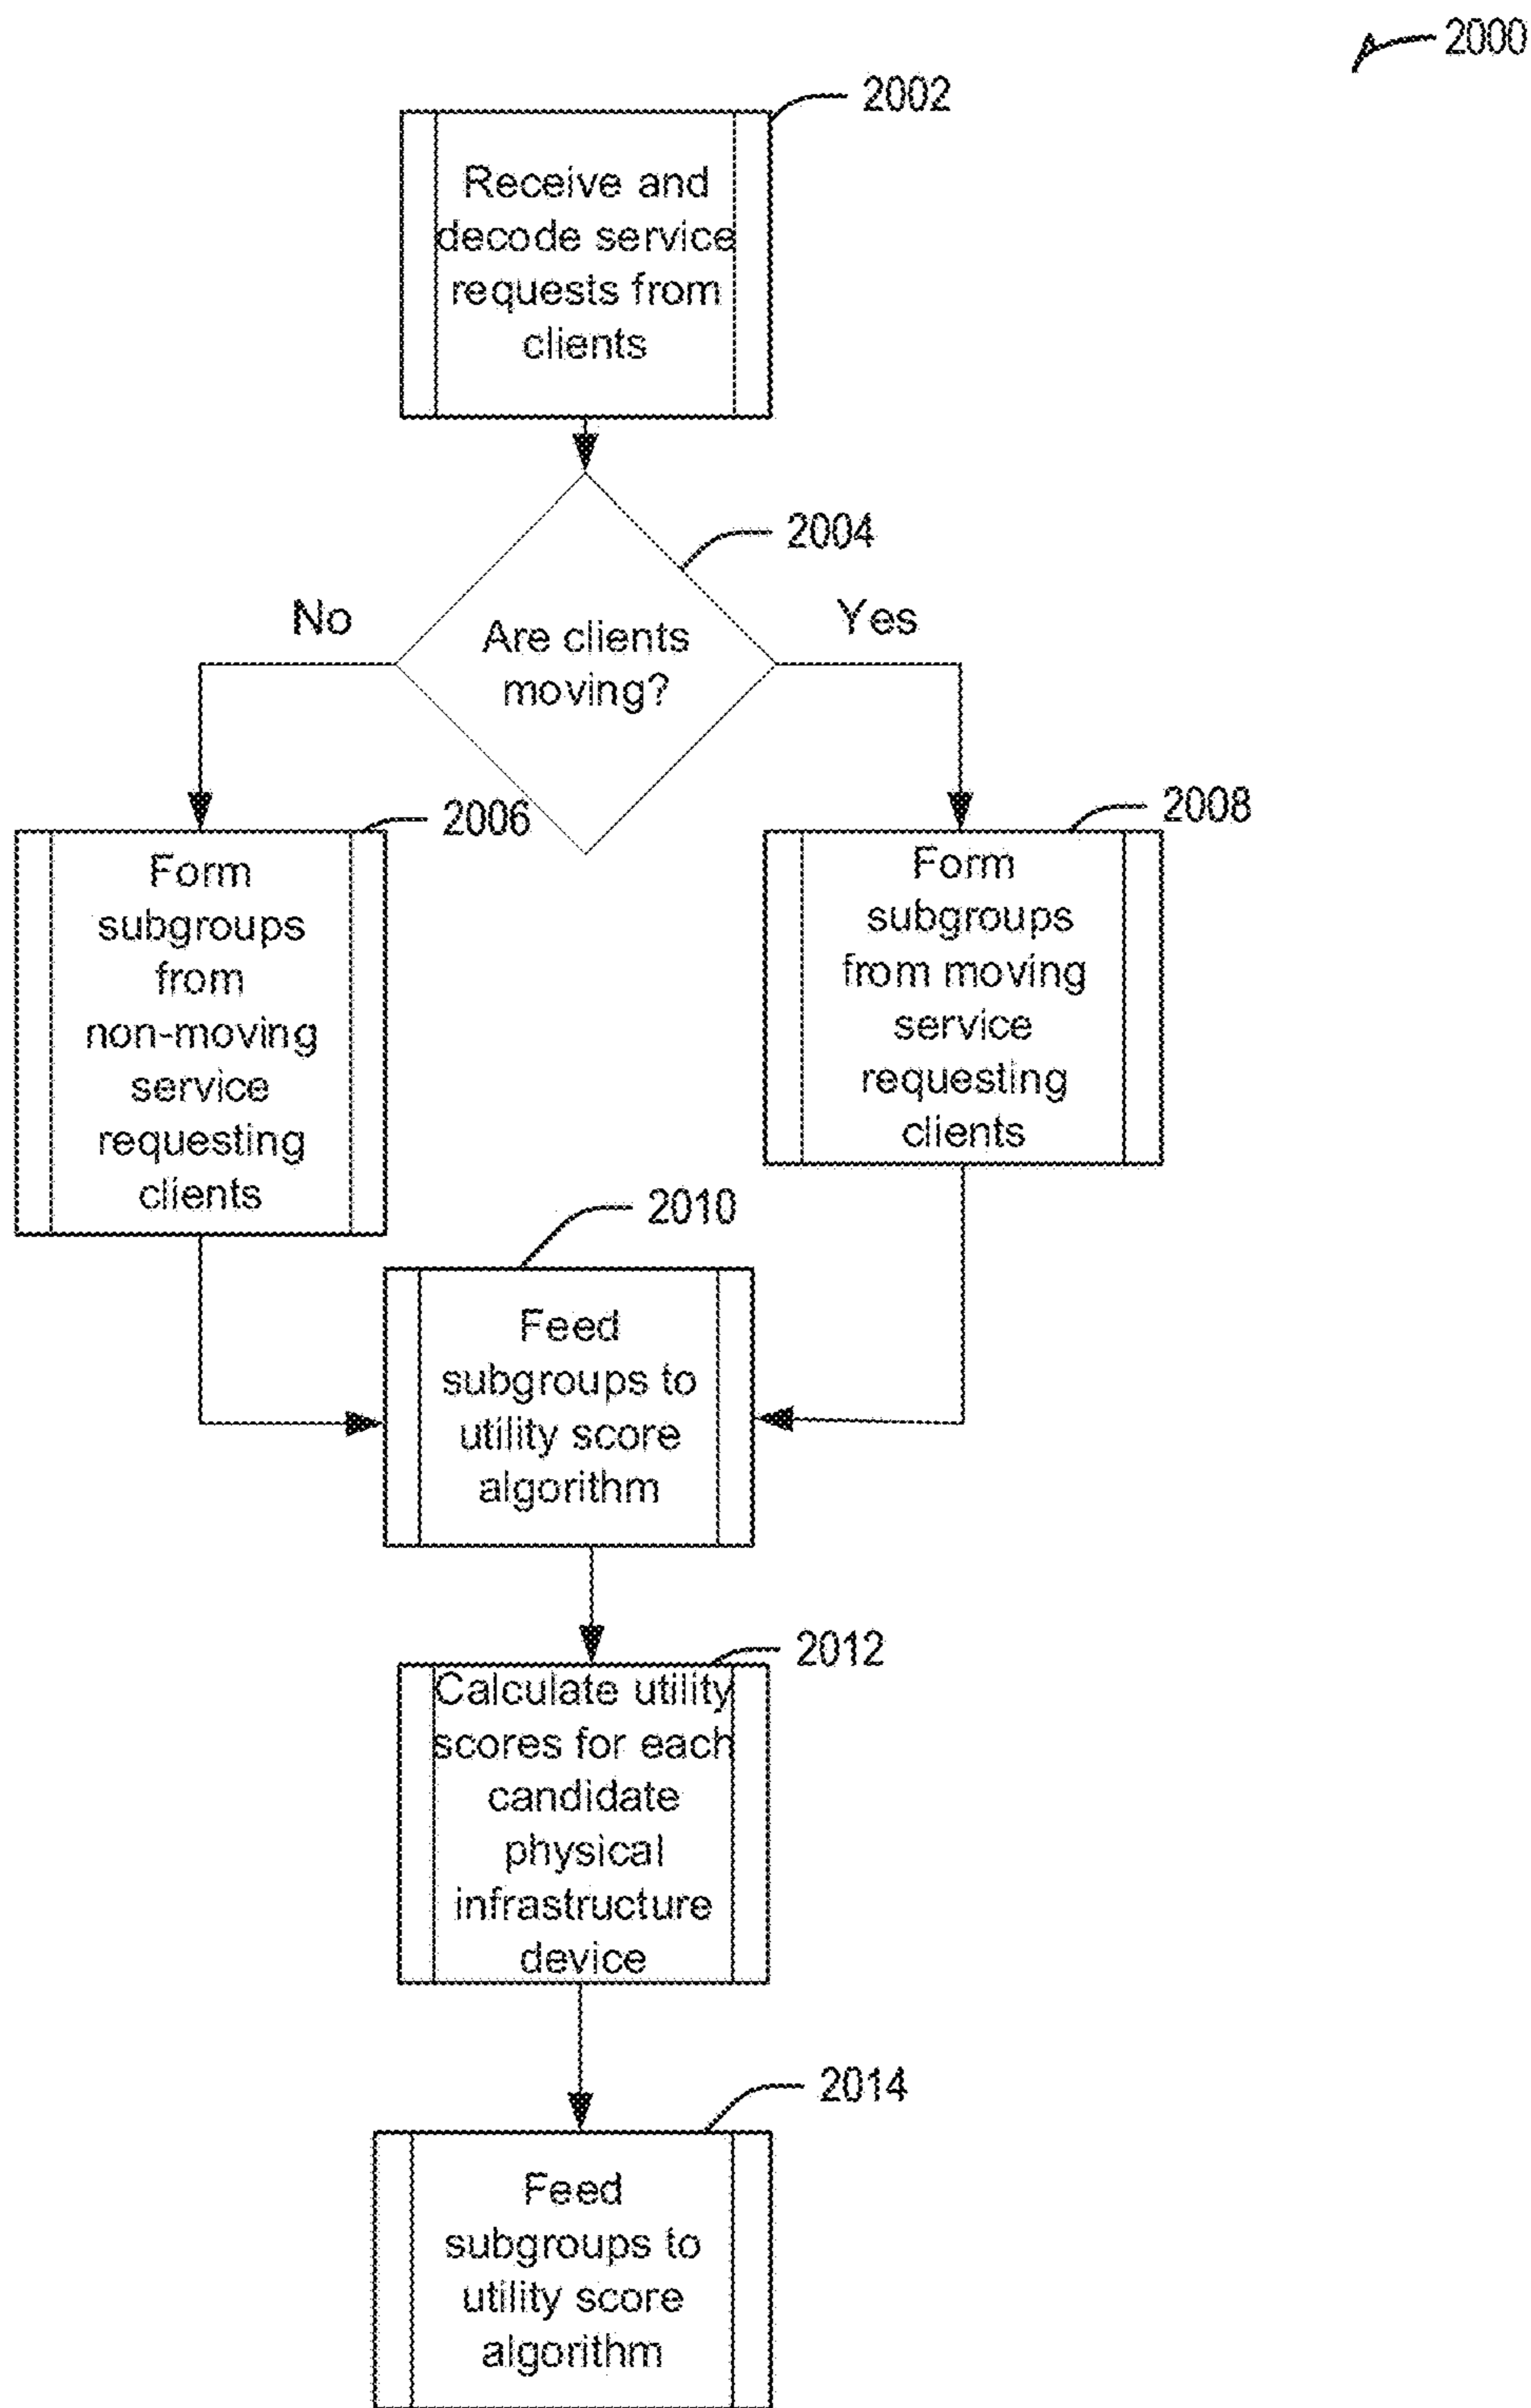 2000
2002
Receive and
decode service
requests from
clients
2004
No
Yes
Are clients
moving?
2006
2008
Form
subgroups
from
non-moving
service
requesting
clients
Form
subgroups
from moving
service
requesting
clients
2010
Feed
subgroups to
utility score
algorithm
2012
Calculate utility
scores for each
candidate
physical
infrastructure
device
2014
Feed
subgroups to
utility score
algorithm